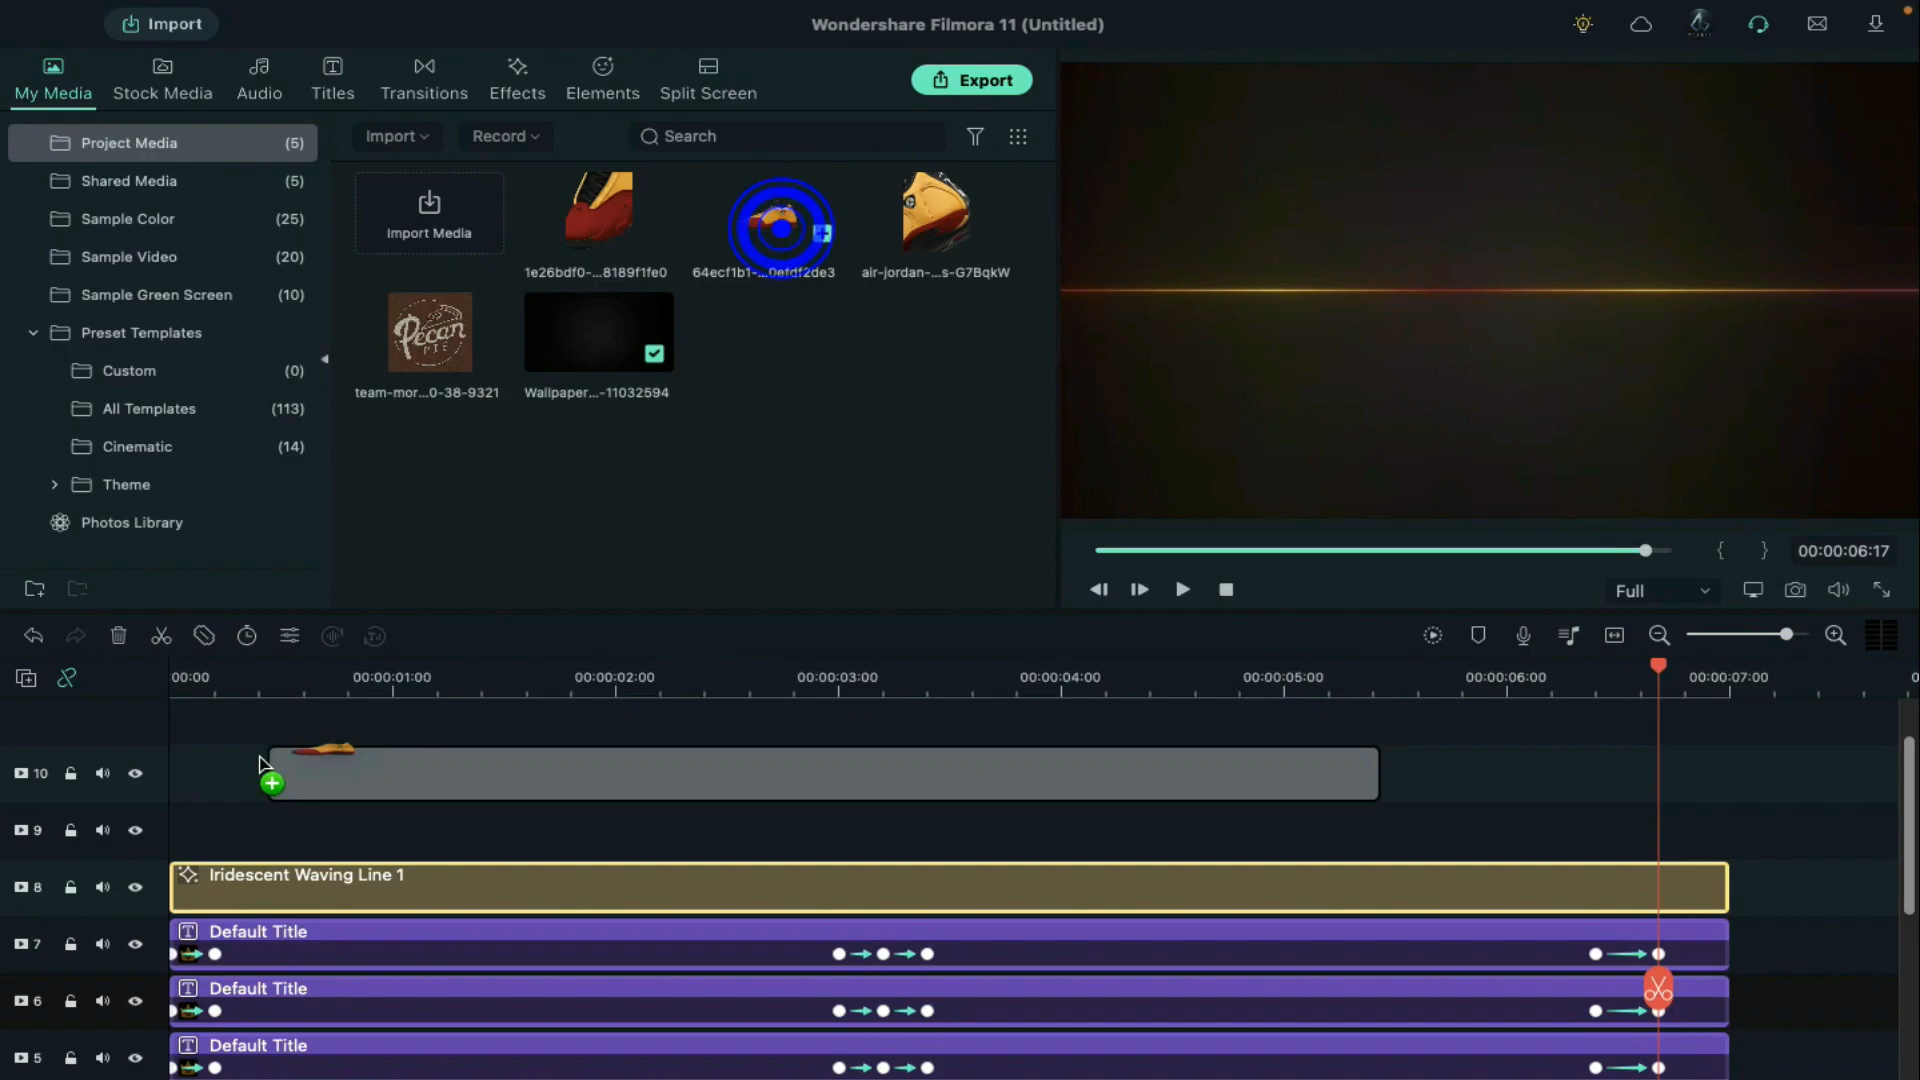 Import
Wondershare Filmora 11 (Untitled)
My Media
Stock Media
Audio
Titles
Transitions
Effects
Elements
Split Screen
Export
Project Media (5)
Shared Media (5)
Sample Color (25)
Sample Video (20)
Sample Green Screen (10)
Preset Templates
Custom (0)
All Templates (113)
Cinematic (14)
Theme
Photos Library
Import
Record
Search
Import Media
1e26bdf0-...8189f1fe0
64ecf1b1-...0efdf2de3
air-jordan-...s-G7BqkW
Pecan
PIE
team-mor...0-38-9321
Wallpaper...-11032594
00:00:06:17
Full
00:00
00:00:01:00
00:00:02:00
00:00:03:00
00:00:04:00
00:00:05:00
00:00:06:00
00:00:07:00
0
10
9
8
Iridescent Waving Line 1
7
Default Title
6
Default Title
5
Default Title